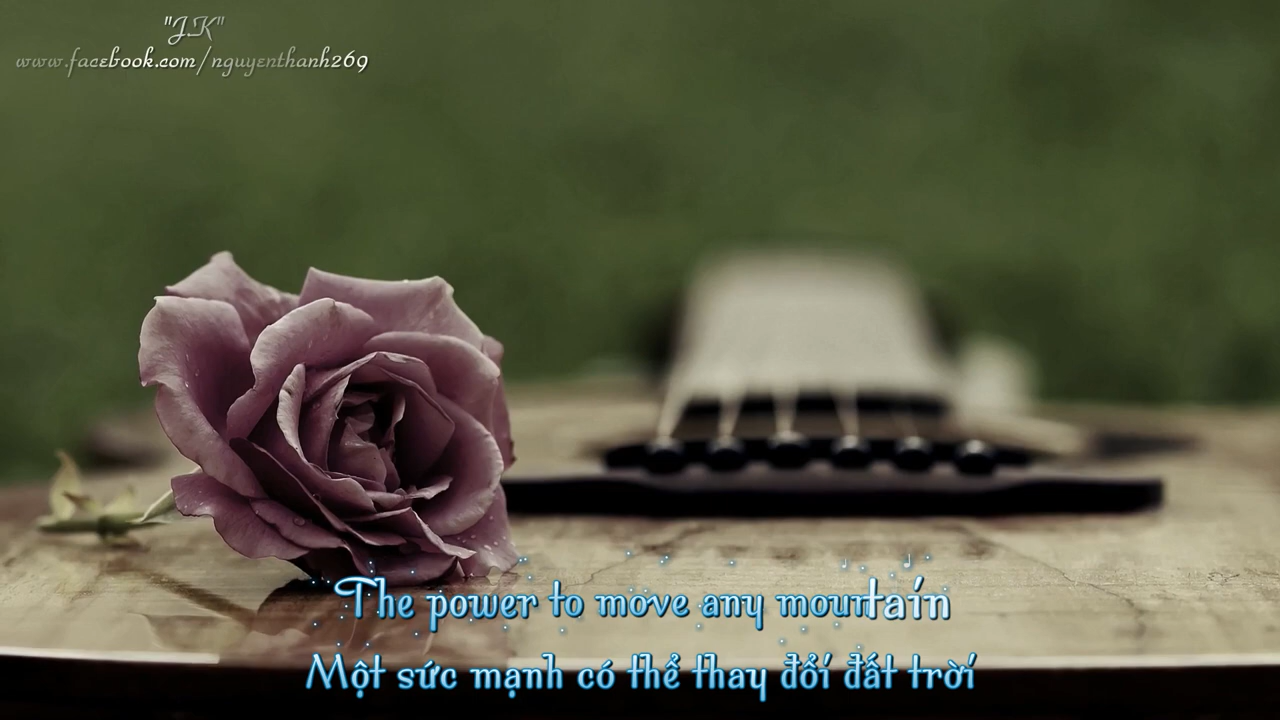 "J.K"
www.facebook.com/nguyenthanh269
The power to move any mountain
Một sức mạnh có thể thay đổi đất trời